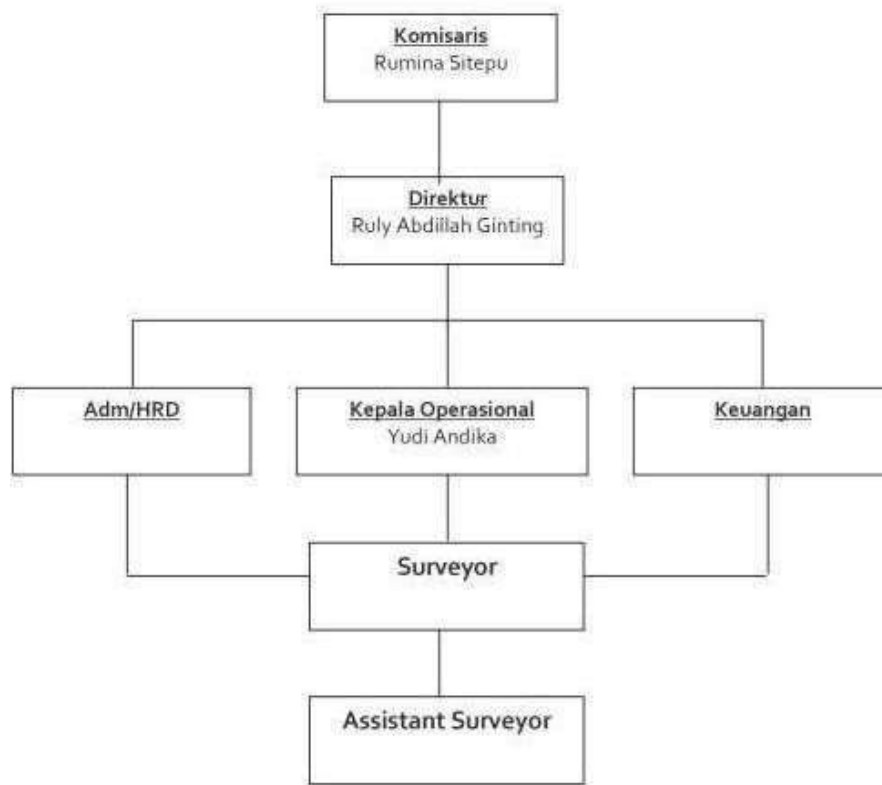 Komisaris
Rumina Sitepu
Direktur
Ruly Abdillah Ginting
Adm/HRD
Kepala Operasional
Yudi Andika
Keuangan
Surveyor
Assistant Surveyor